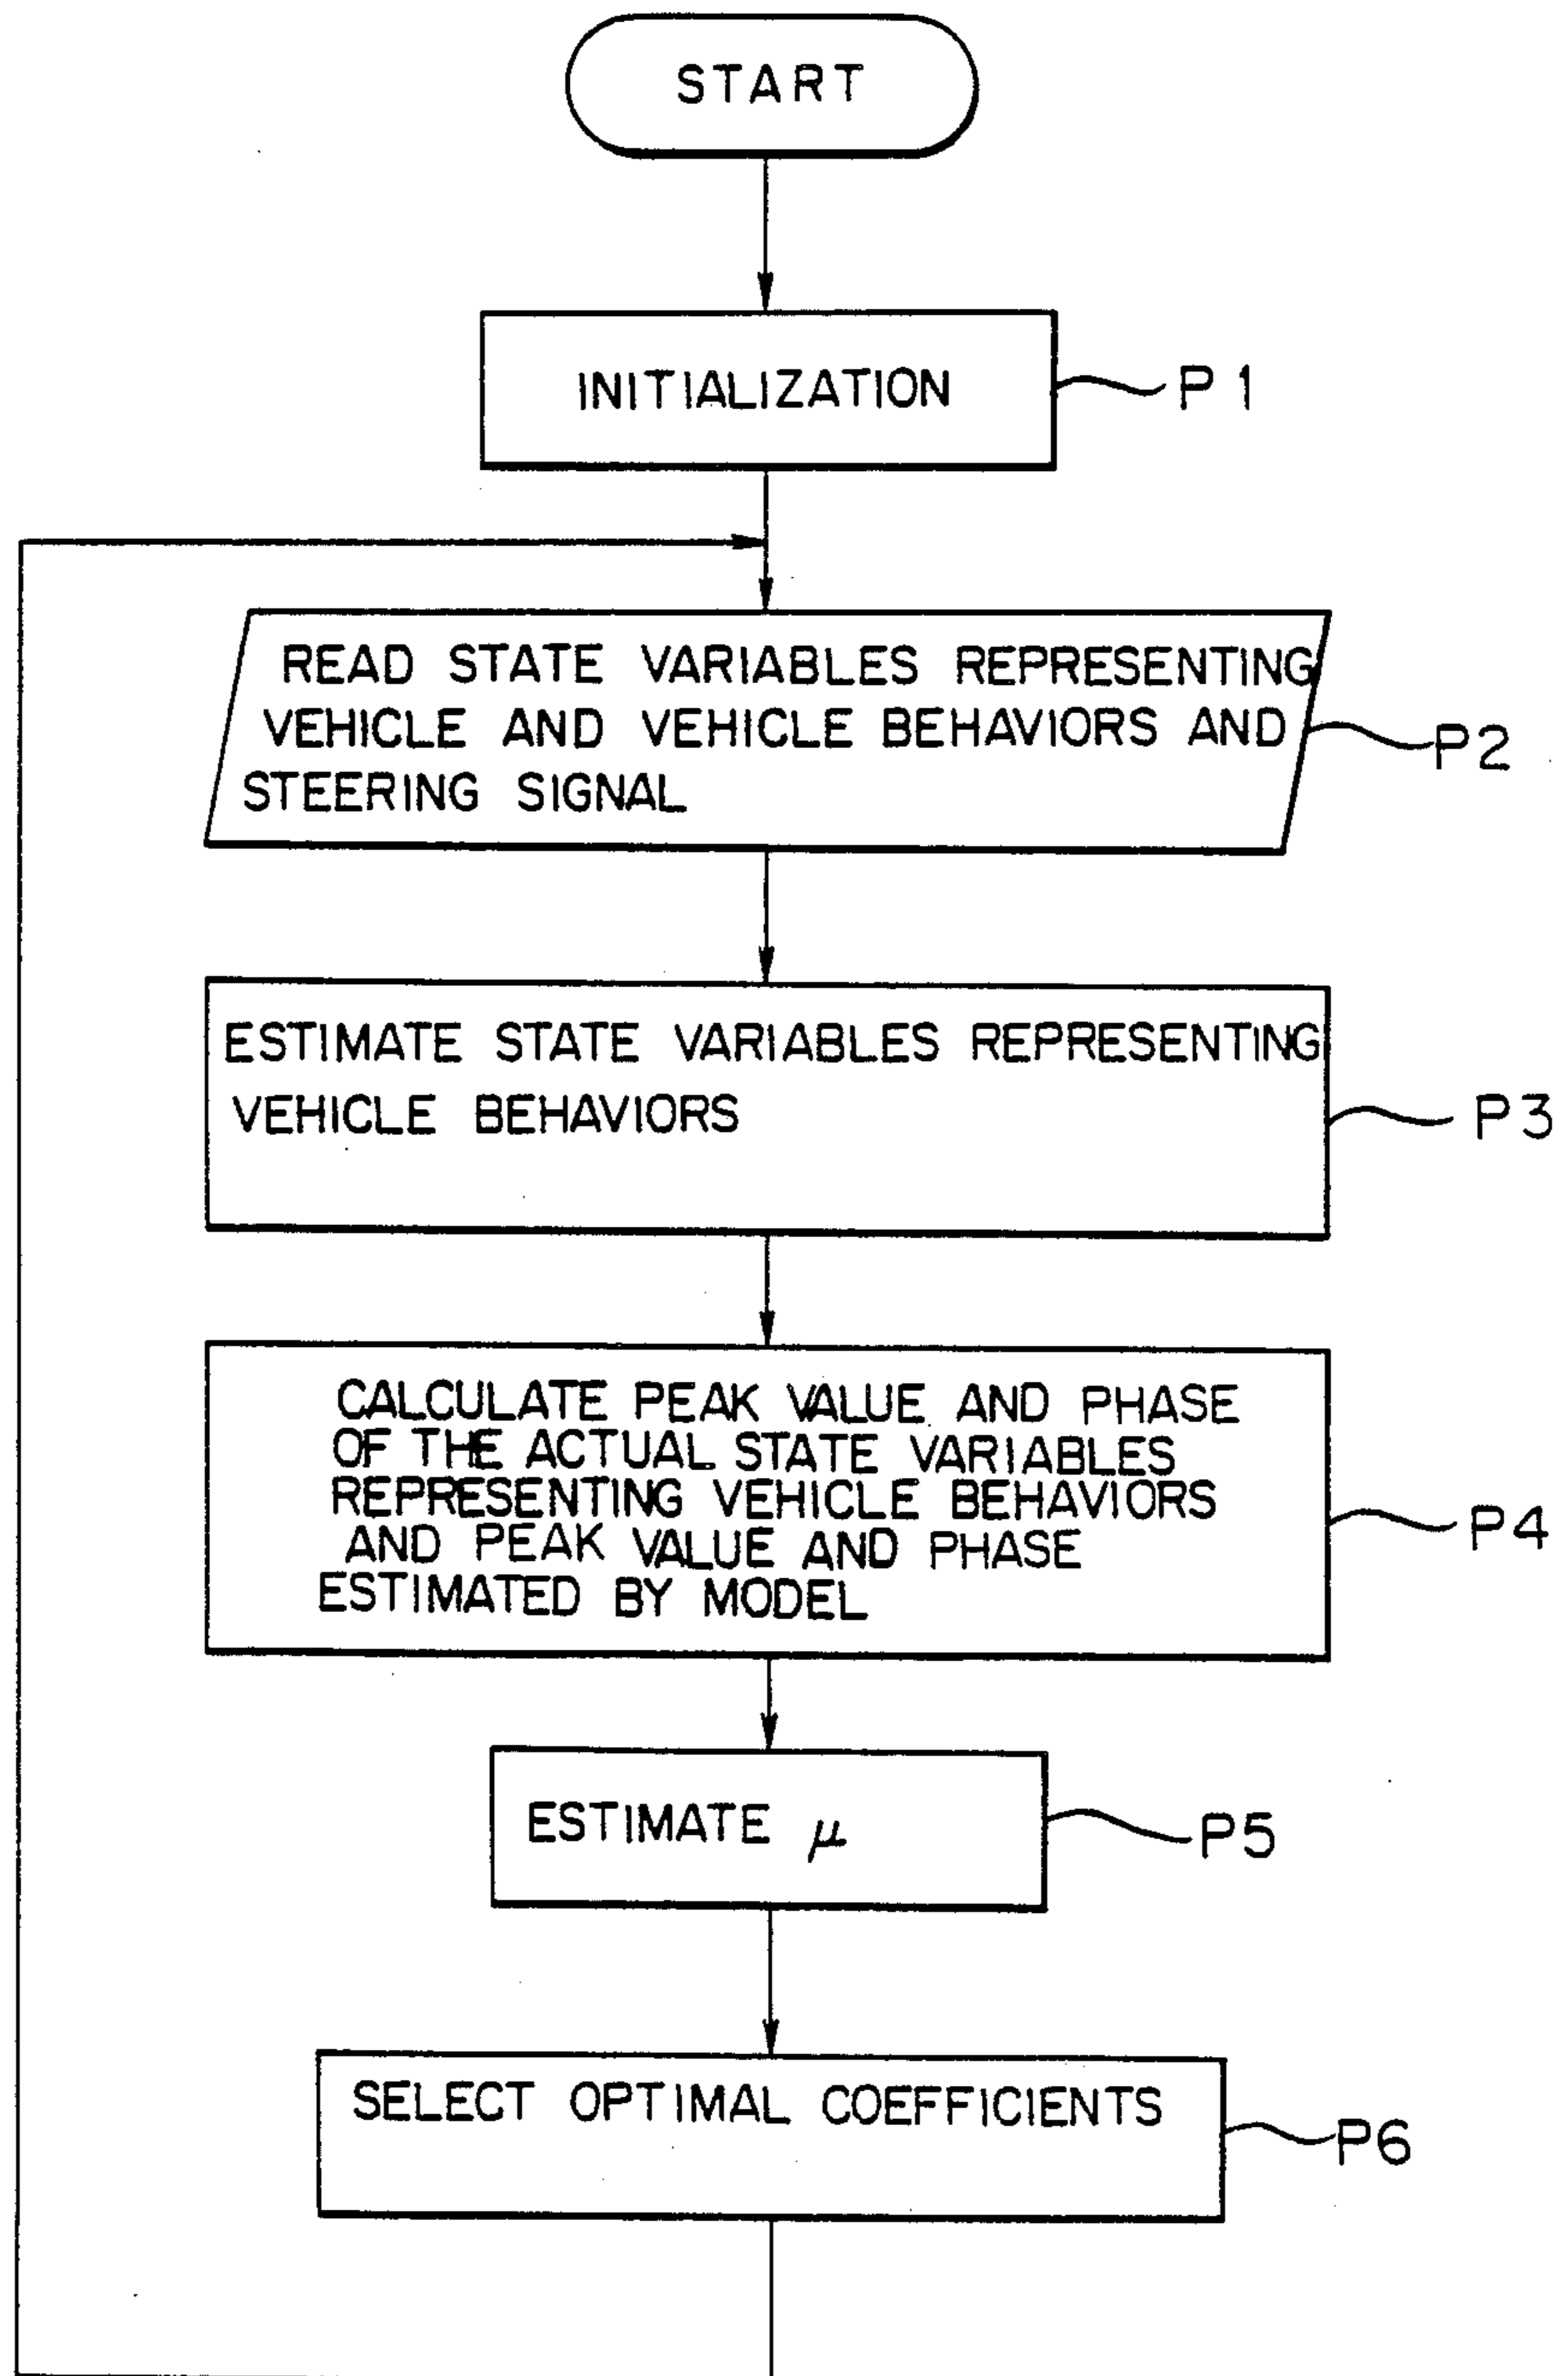 START
INITIALIZATION
P1
READ STATE VARIABLES REPRESENTING
VEHICLE AND VEHICLE BEHAVIORS AND
STEERING SIGNAL
P2
ESTIMATE STATE VARIABLES REPRESENTING
VEHICLE BEHAVIORS
P3
CALCULATE PEAK VALUE AND PHASE
OF THE ACTUAL STATE VARIABLES
REPRESENTING VEHICLE BEHAVIORS
AND PEAK VALUE AND PHASE
ESTIMATED BY MODEL
P4
ESTIMATE μ
P5
SELECT OPTIMAL COEFFICIENTS
P6